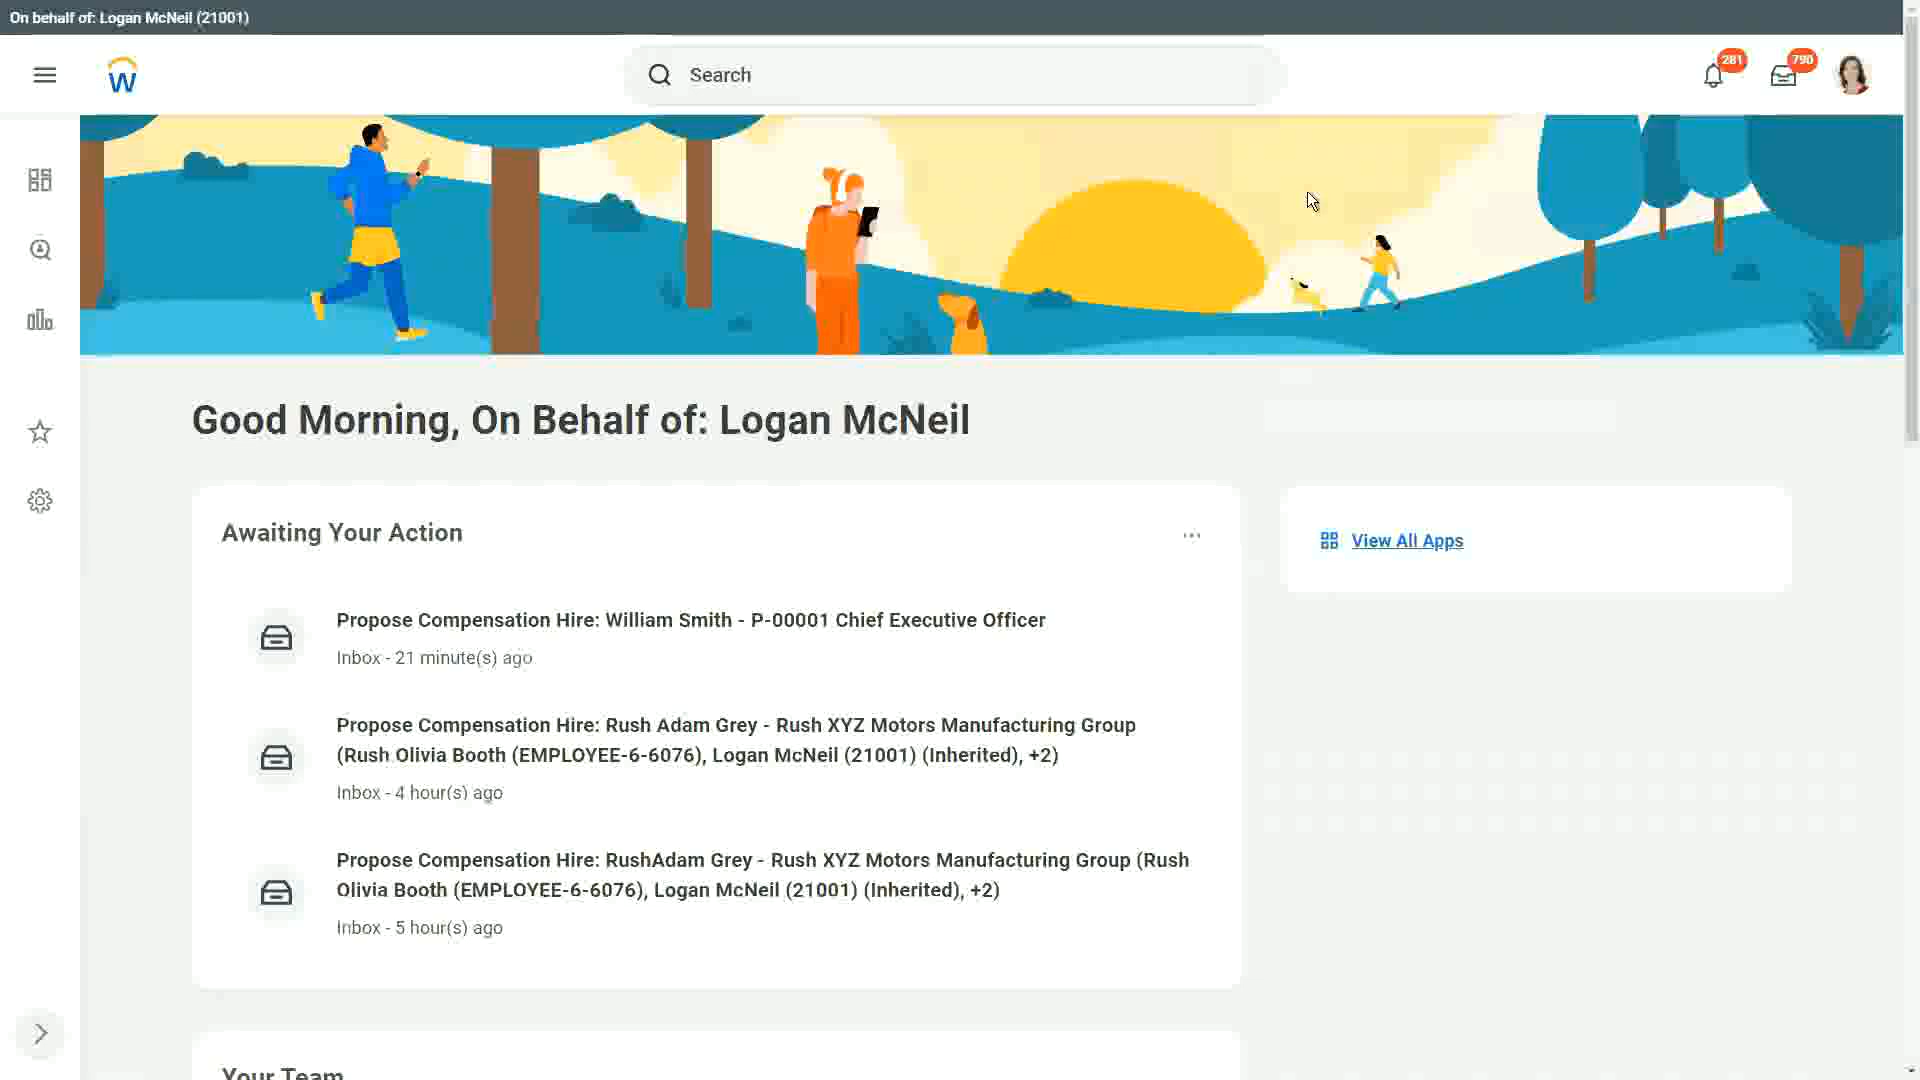 On behalf of: Logan McNeil (21001)
Search
281
790
Good Morning, On Behalf of: Logan McNeil
Awaiting Your Action
View All Apps
Propose Compensation Hire: William Smith - P-00001 Chief Executive Officer
Inbox - 21 minute(s) ago
Propose Compensation Hire: Rush Adam Grey - Rush XYZ Motors Manufacturing Group
(Rush Olivia Booth (EMPLOYEE-6-6076), Logan McNeil (21001) (Inherited), +2)
Inbox - 4 hour(s) ago
Propose Compensation Hire: RushAdam Grey - Rush XYZ Motors Manufacturing Group (Rush
Olivia Booth (EMPLOYEE-6-6076), Logan McNeil (21001) (Inherited), +2)
Inbox - 5 hour(s) ago
Your Team